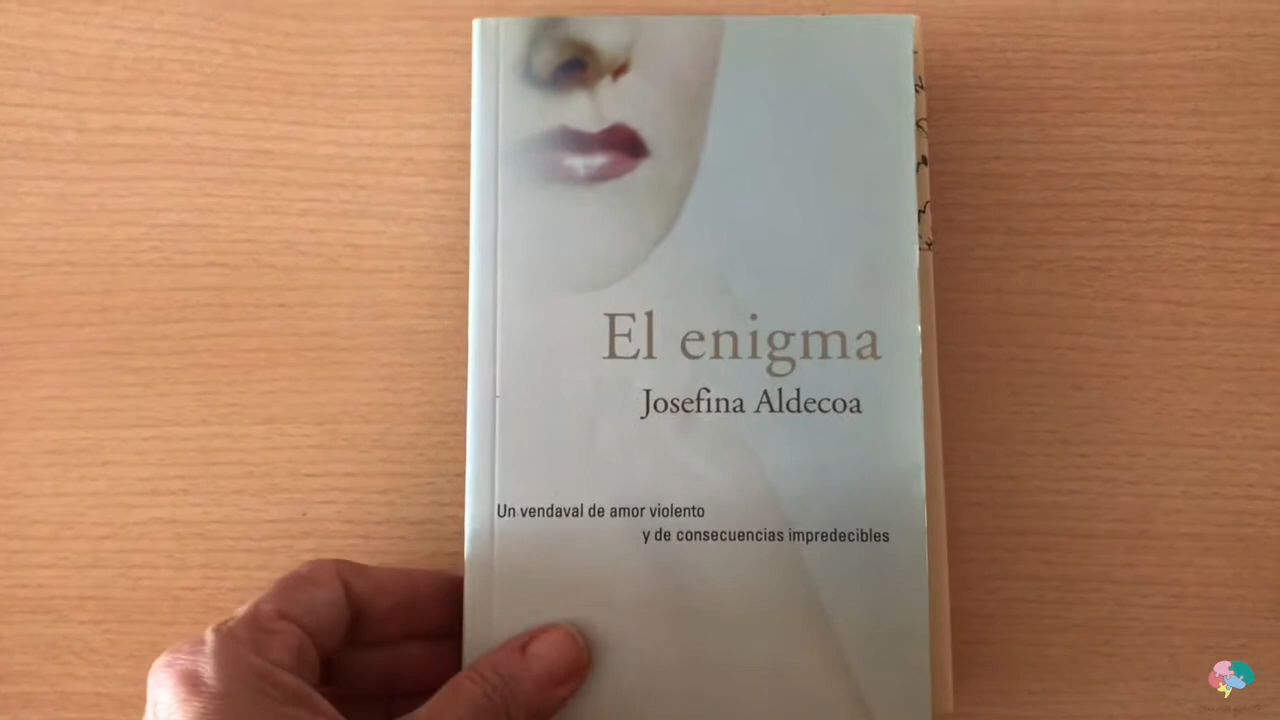 El enigma
Josefina Aldecoa
Un vendaval de amor violento
y de consecuencias impredecibles